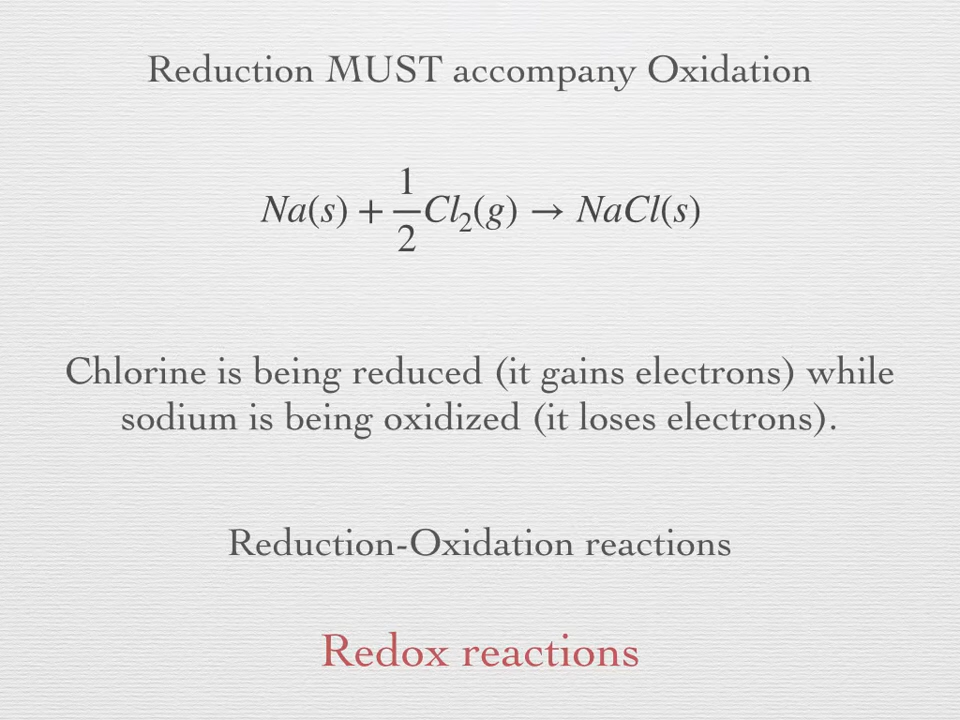 Reduction MUST accompany Oxidation
Na(s) + 1/2 Cl₂(g) → NaCl(s)
Chlorine is being reduced (it gains electrons) while
sodium is being oxidized (it loses electrons).
Reduction-Oxidation reactions
Redox reactions